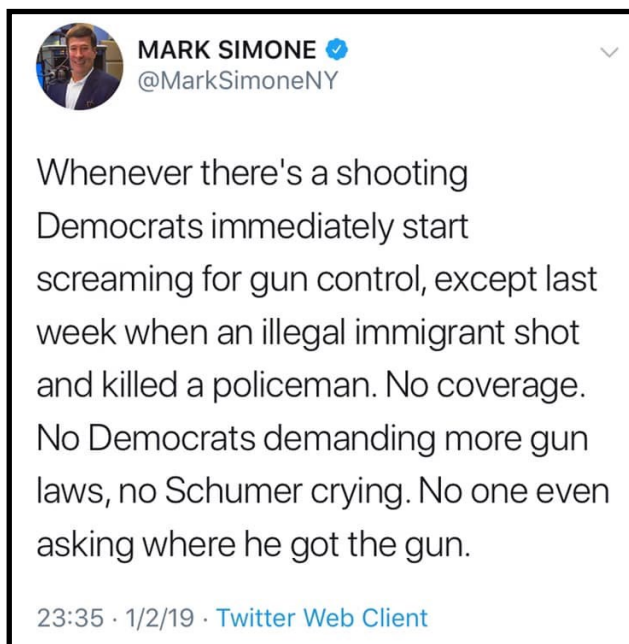 MARK SIMONE
@MarkSimoneNY
Whenever there's a shooting
Democrats immediately start
screaming for gun control, except last
week when an illegal immigrant shot
and killed a policeman. No coverage.
No Democrats demanding more gun
laws, no Schumer crying. No one even
asking where he got the gun.
23:35 · 1/2/19 · Twitter Web Client